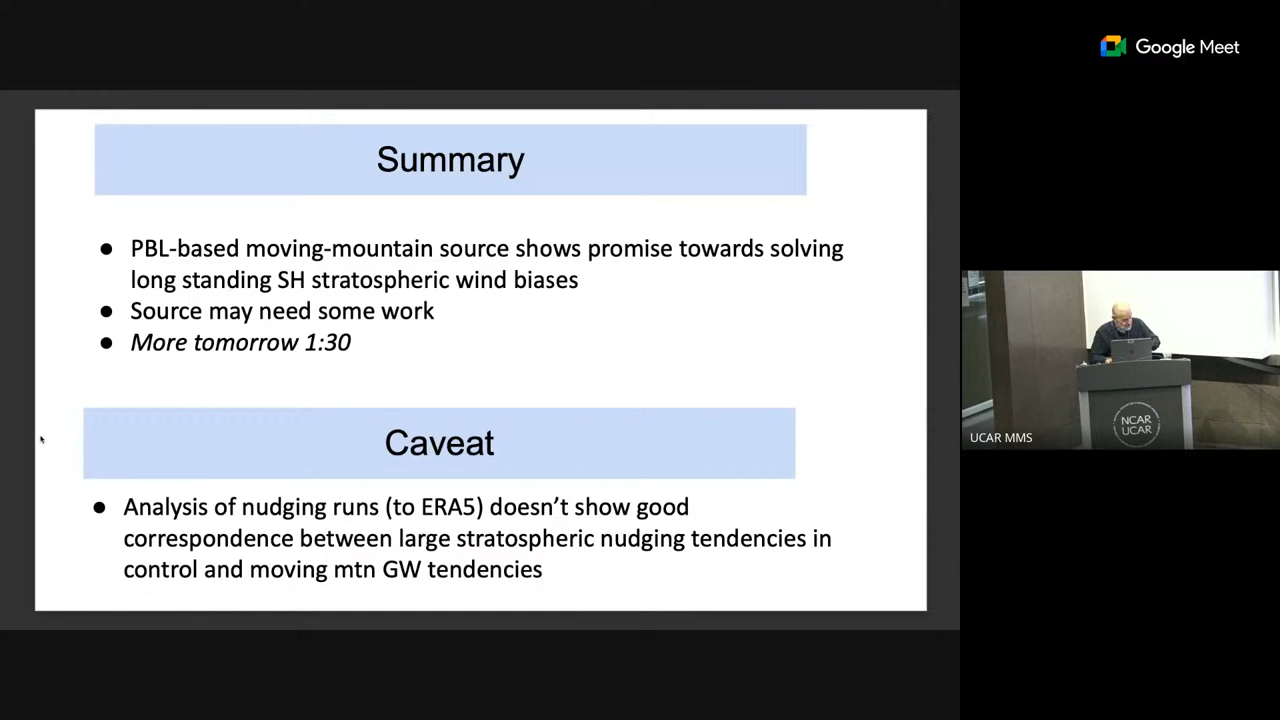 Google Meet
Summary
● PBL-based moving-mountain source shows promise towards solving
long standing SH stratospheric wind biases
● Source may need some work
● More tomorrow 1:30
Caveat
● Analysis of nudging runs (to ERA5) doesn’t show good
correspondence between large stratospheric nudging tendencies in
control and moving mtn GW tendencies
NCAR
UCAR
UCAR MMS